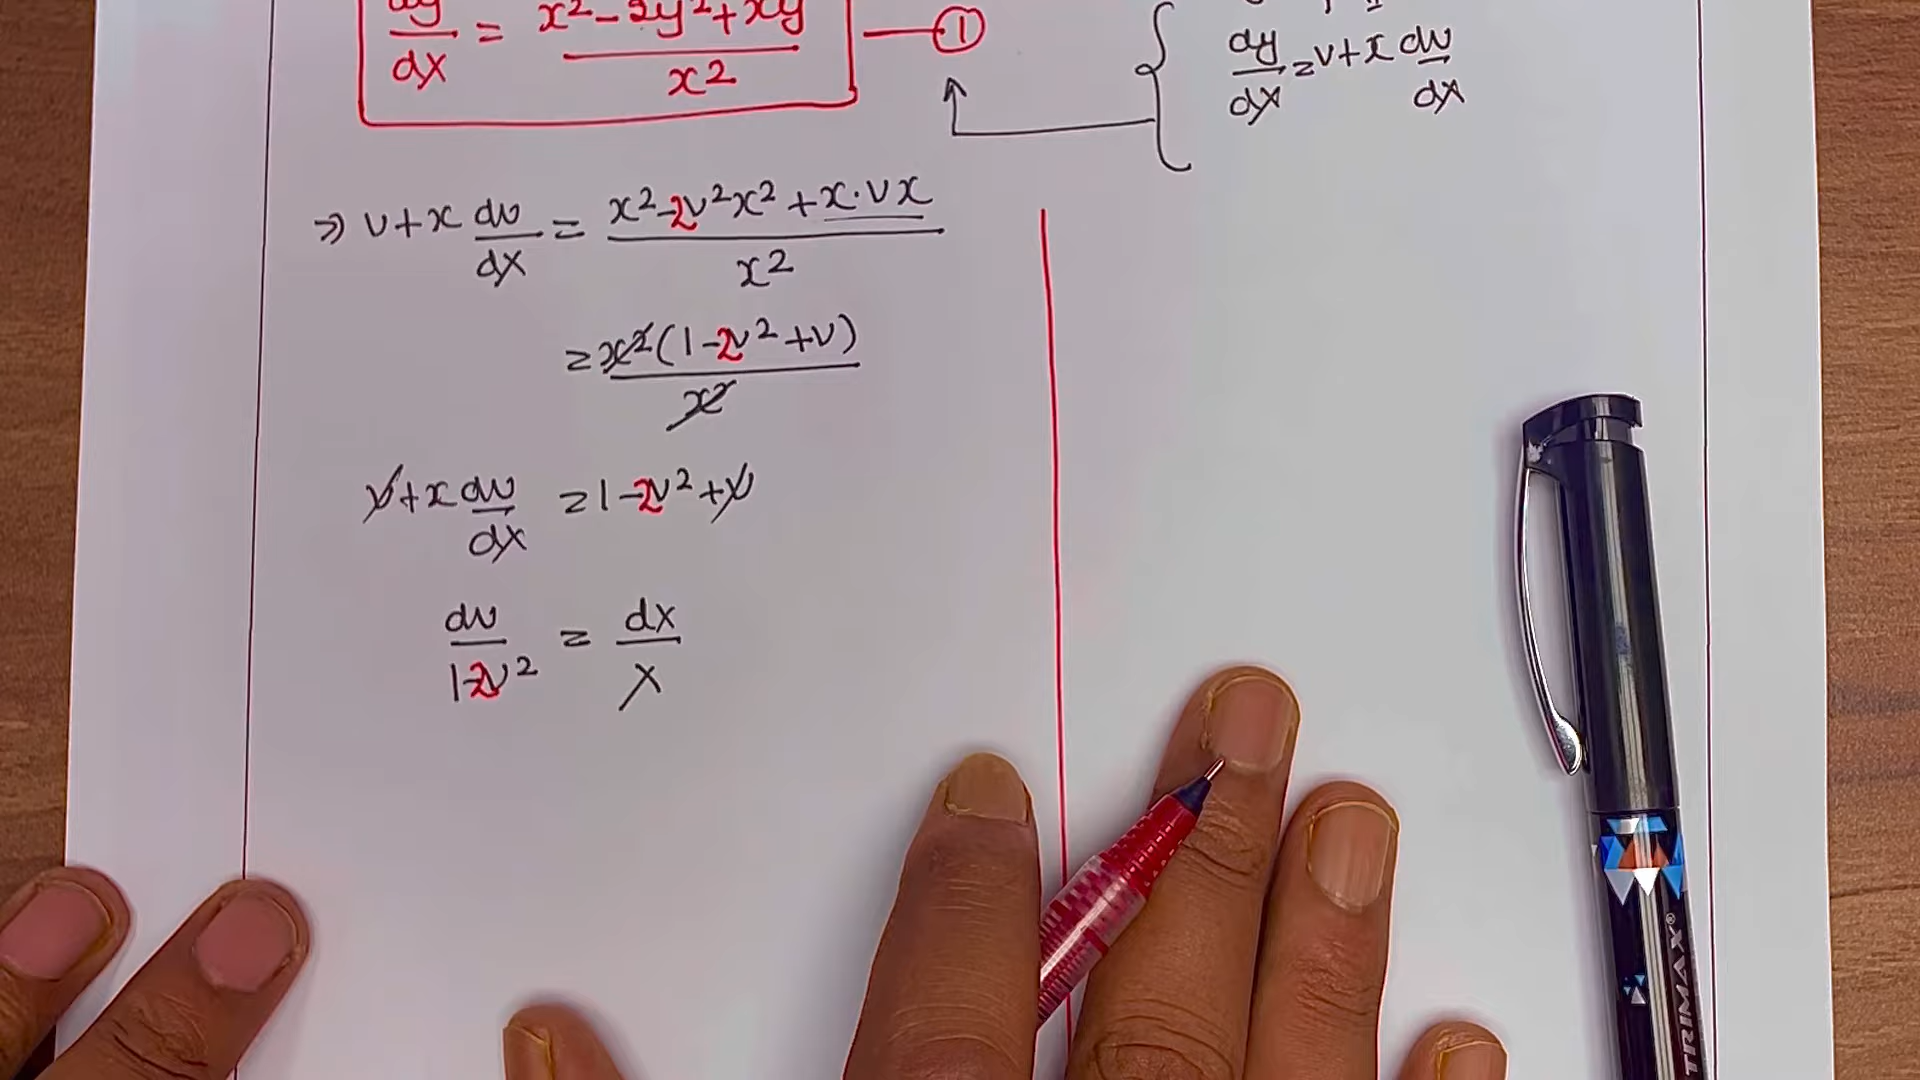 dy/dx = (x² - 2y² + xy)/x² — ①
dy/dx = v + x dv/dx
⇒ v + x dv/dx = (x² - 2v²x² + x·vx)/x²
= x²(1 - 2v² + v)/x²
v + x dv/dx = 1 - 2v² + v
dv/(1-2v²) = dx/x
TRIMAX®